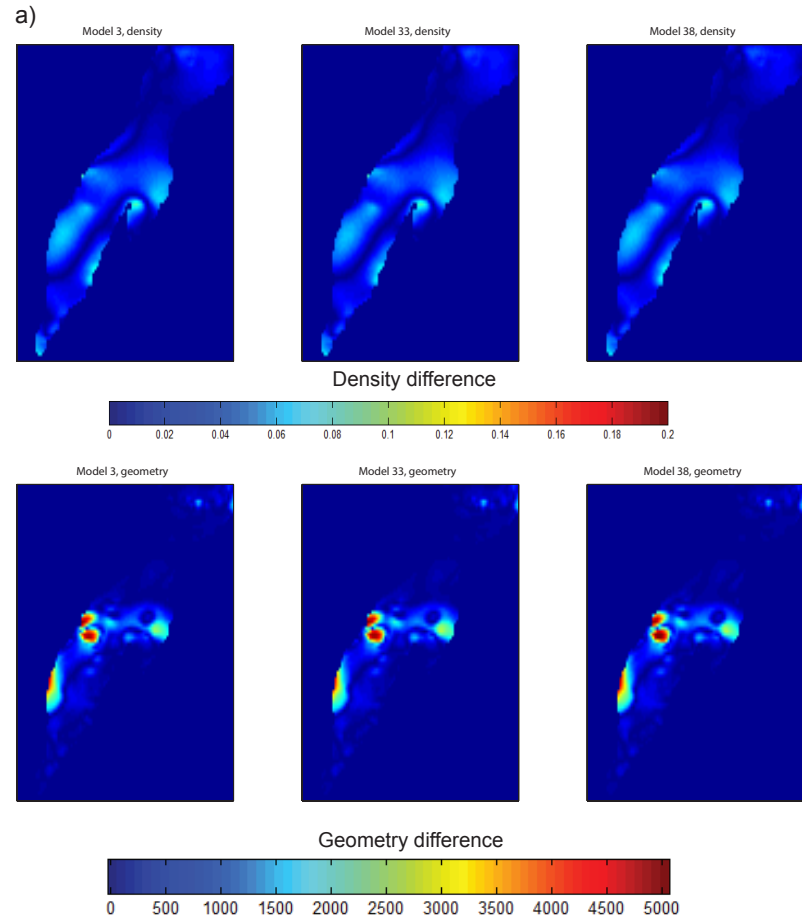 a)
Model 3, density
Model 33, density
Model 38, density
Density difference
0 0.02 0.04 0.06 0.08 0.1 0.12 0.14 0.16 0.18 0.2
Model 3, geometry
Model 33, geometry
Model 38, geometry
Geometry difference
0 500 1000 1500 2000 2500 3000 3500 4000 4500 5000